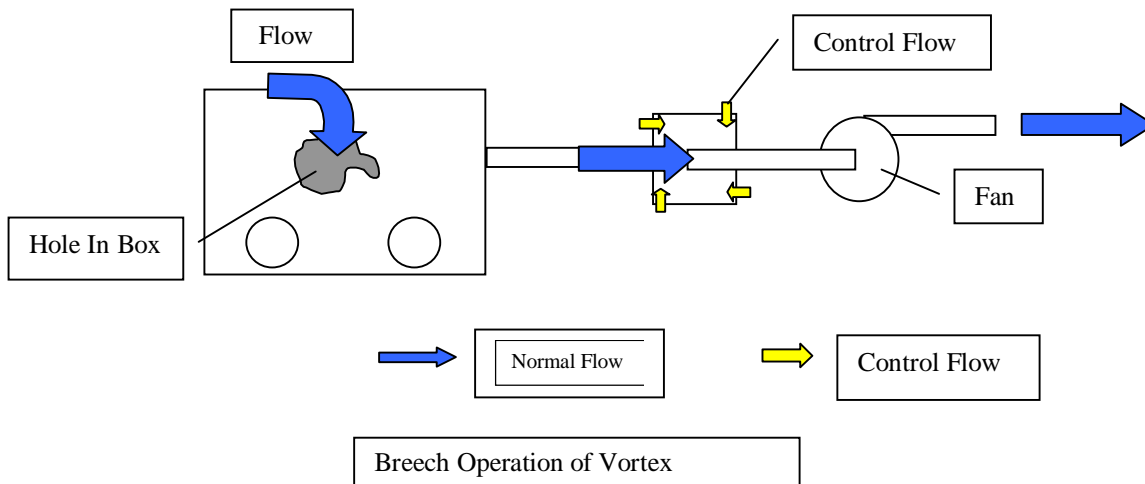 Flow
Control Flow
Hole In Box
Fan
Normal Flow
Control Flow
Breech Operation of Vortex